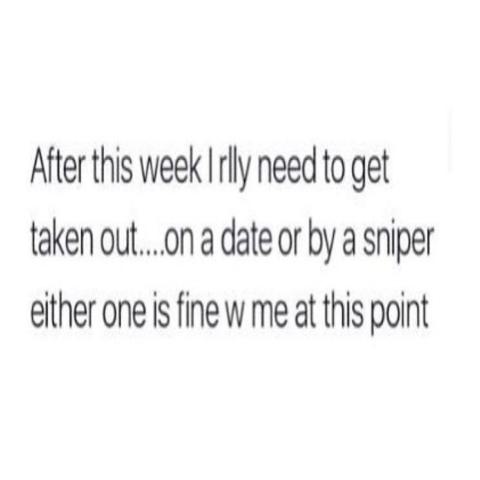 After this week I rlly need to get
taken out....on a date or by a sniper
either one is fine w me at this point